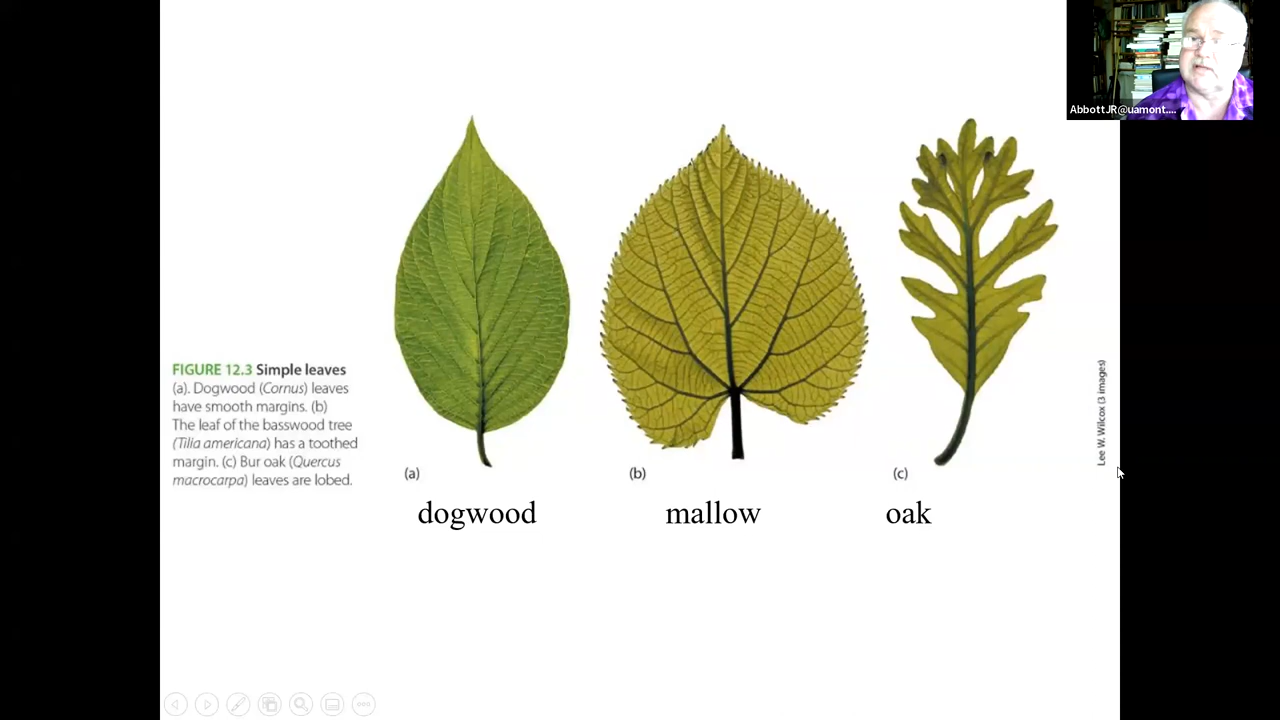 AbbottJR@uamont....
FIGURE 12.3 Simple leaves
(a). Dogwood (Cornus) leaves
have smooth margins. (b)
The leaf of the basswood tree
(Tilia americana) has a toothed
margin. (c) Bur oak (Quercus
macrocarpa) leaves are lobed.
(a)
(b)
(c)
Lee W. Wilcox (3 images)
dogwood
mallow
oak